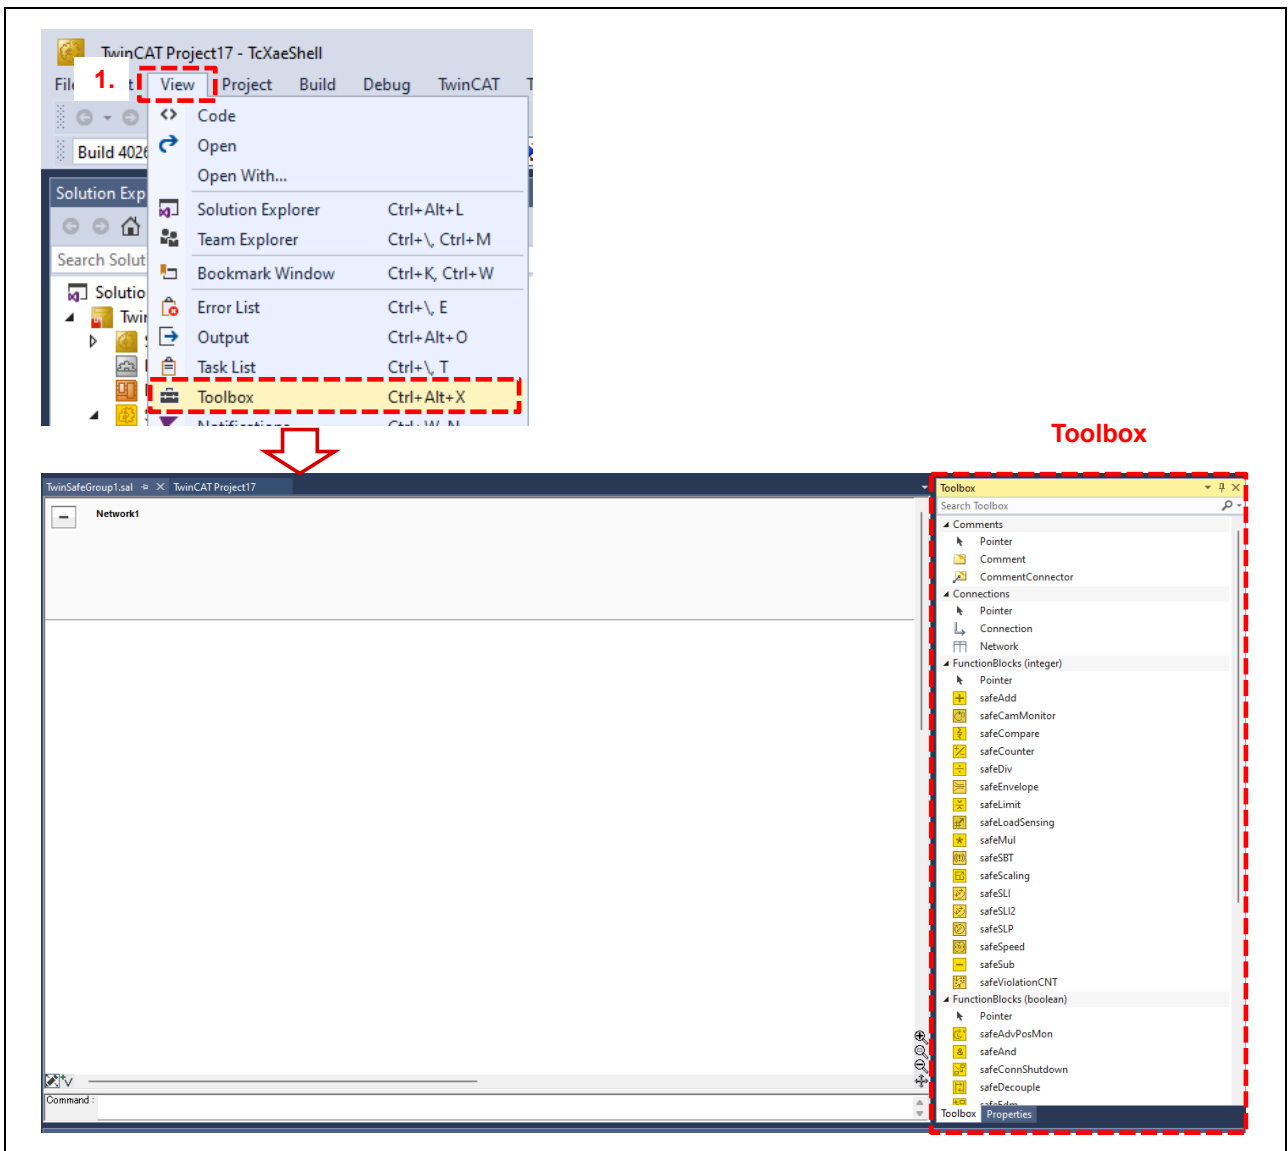 TwinCAT Project17 - TcXaeShell
1.
View Project Build Debug TwinCAT
Code
Build 4026
Open
Open With...
Solution Exp
Solution Explorer Ctrl+Alt+L
Team Explorer Ctrl+\, Ctrl+M
Search Solut
Bookmark Window Ctrl+K, Ctrl+W
Solutio
Error List Ctrl+\, E
Twin
Output Ctrl+Alt+O
Task List Ctrl+\, T
Toolbox Ctrl+Alt+X
Notifications Ctrl+W, N
Toolbox
TwinSafeGroup1.sal TwinCAT Project17
Network1
Command :
Toolbox
Search Toolbox
Comments
Pointer
Comment
CommentConnector
Connections
Pointer
Connection
Network
FunctionBlocks (integer)
Pointer
safeAdd
safeCamMonitor
safeCompare
safeCounter
safeDiv
safeEnvelope
safeLimit
safeLoadSensing
safeMul
safeSBT
safeScaling
safeSLI
safeSLI2
safeSLP
safeSpeed
safeSub
safeViolationCNT
FunctionBlocks (boolean)
Pointer
safeAdvPosMon
safeAnd
safeConnShutdown
safeDecouple
safeEdm
Toolbox Properties